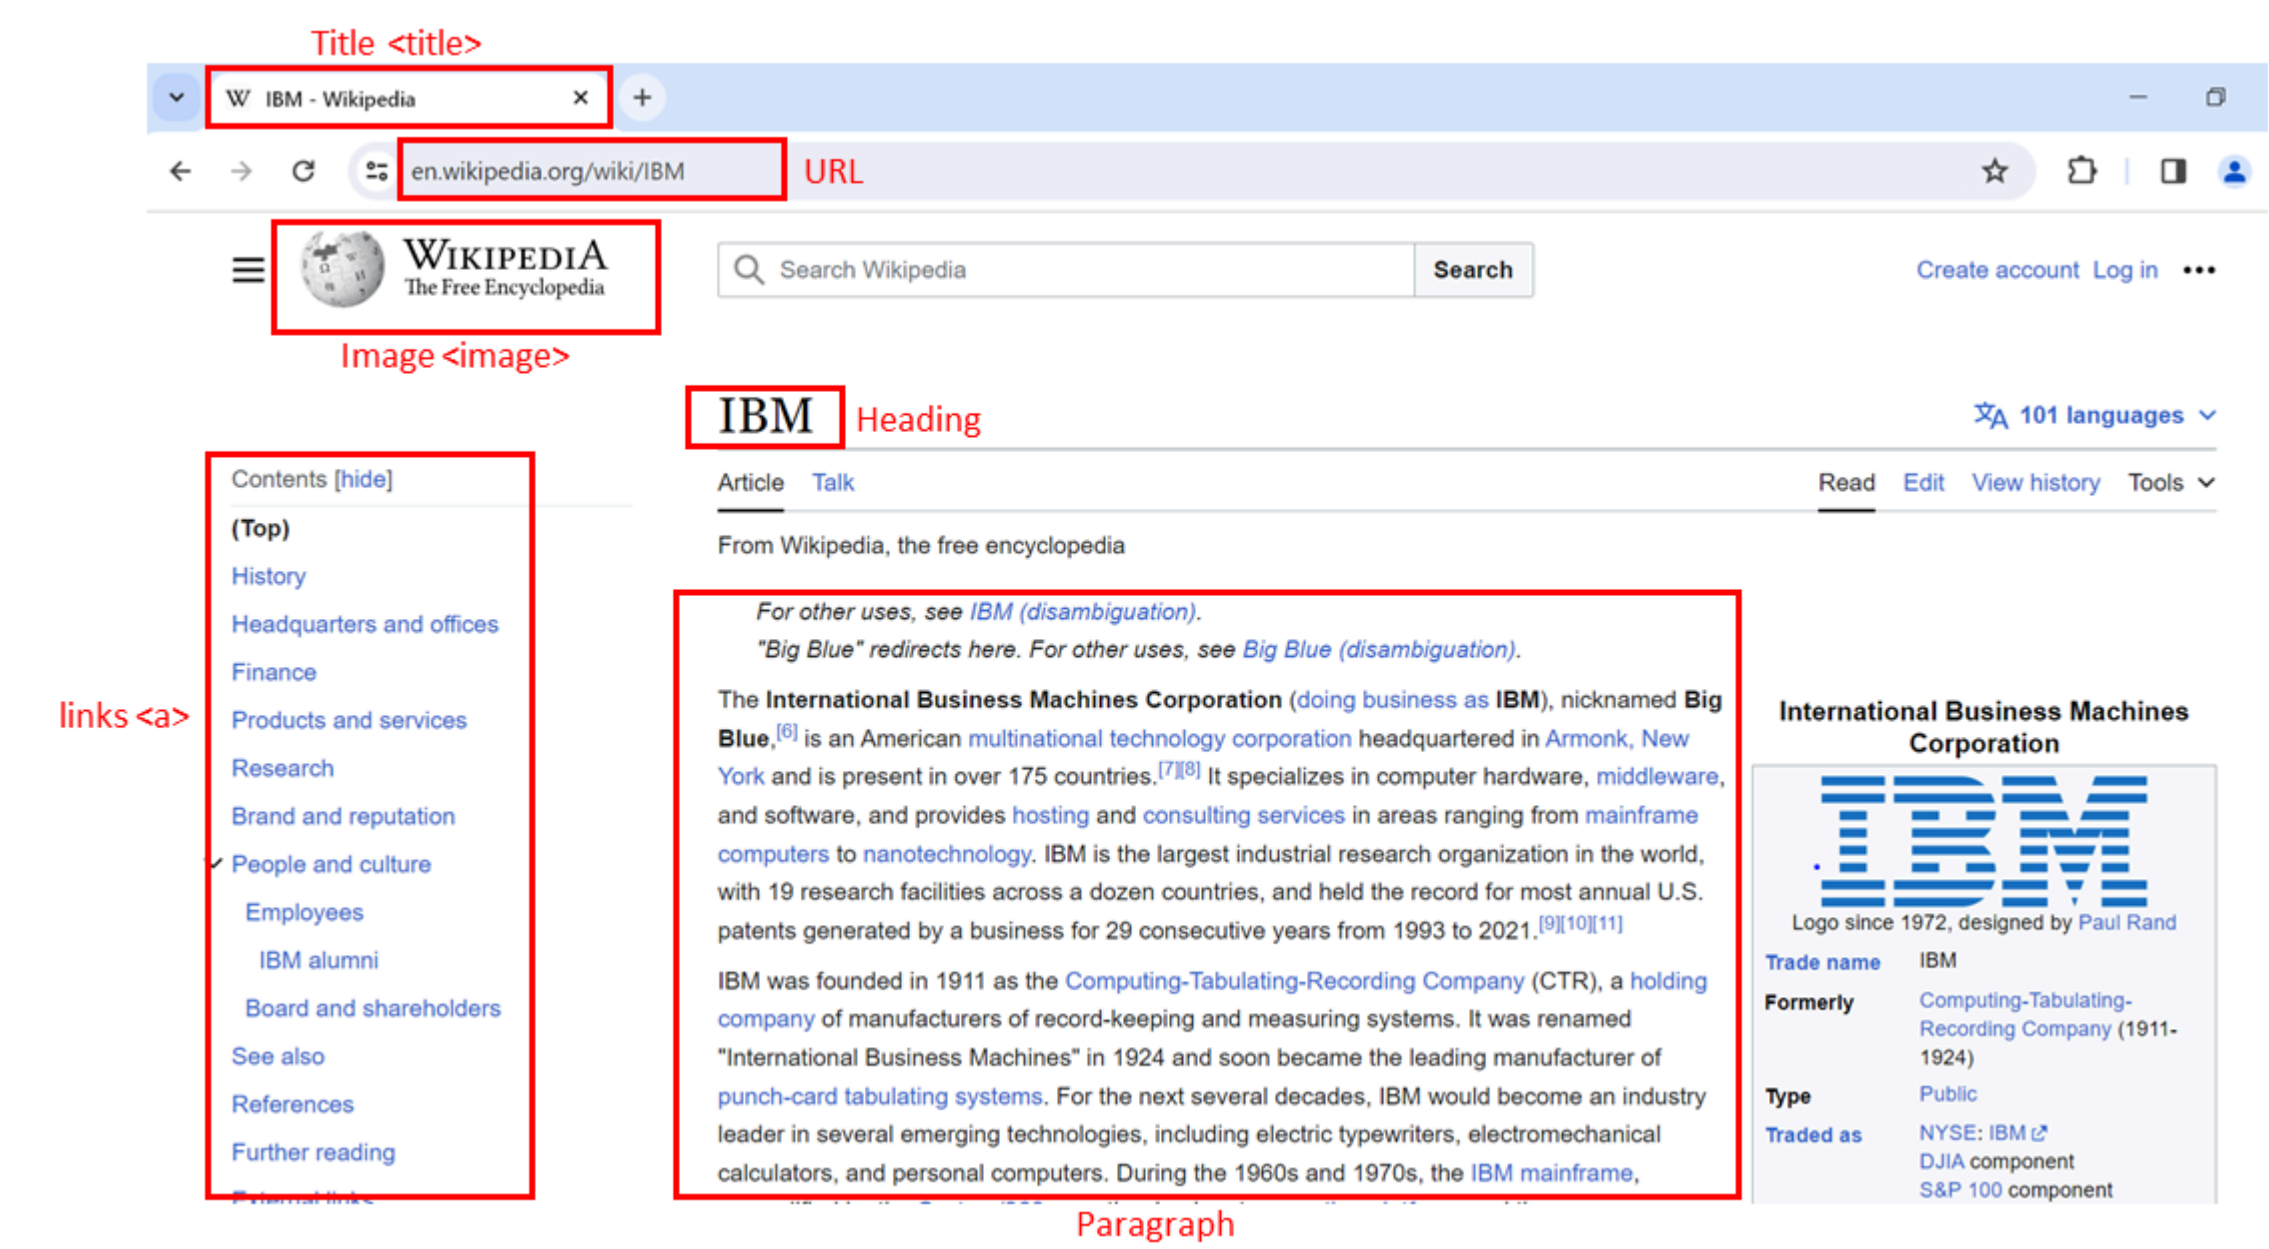 Title <title>
W IBM - Wikipedia
en.wikipedia.org/wiki/IBM
URL
WIKIPEDIA
The Free Encyclopedia
Search Wikipedia
Search
Create account Log in
Image <image>
IBM
Heading
101 languages
Contents [hide]
(Top)
History
Headquarters and offices
Finance
Products and services
Research
Brand and reputation
People and culture
Employees
IBM alumni
Board and shareholders
See also
References
Further reading
External links
links <a>
Article Talk
Read Edit View history Tools
From Wikipedia, the free encyclopedia
For other uses, see IBM (disambiguation).
"Big Blue" redirects here. For other uses, see Big Blue (disambiguation).
The International Business Machines Corporation (doing business as IBM), nicknamed Big
Blue,[6] is an American multinational technology corporation headquartered in Armonk, New
York and is present in over 175 countries.[7][8] It specializes in computer hardware, middleware,
and software, and provides hosting and consulting services in areas ranging from mainframe
computers to nanotechnology. IBM is the largest industrial research organization in the world,
with 19 research facilities across a dozen countries, and held the record for most annual U.S.
patents generated by a business for 29 consecutive years from 1993 to 2021.[9][10][11]
IBM was founded in 1911 as the Computing-Tabulating-Recording Company (CTR), a holding
company of manufacturers of record-keeping and measuring systems. It was renamed
"International Business Machines" in 1924 and soon became the leading manufacturer of
punch-card tabulating systems. For the next several decades, IBM would become an industry
leader in several emerging technologies, including electric typewriters, electromechanical
calculators, and personal computers. During the 1960s and 1970s, the IBM mainframe,
Paragraph
International Business Machines
Corporation
IBM
Logo since 1972, designed by Paul Rand
Trade name IBM
Formerly Computing-Tabulating-
Recording Company (1911-
1924)
Type Public
Traded as NYSE: IBM
DJIA component
S&P 100 component